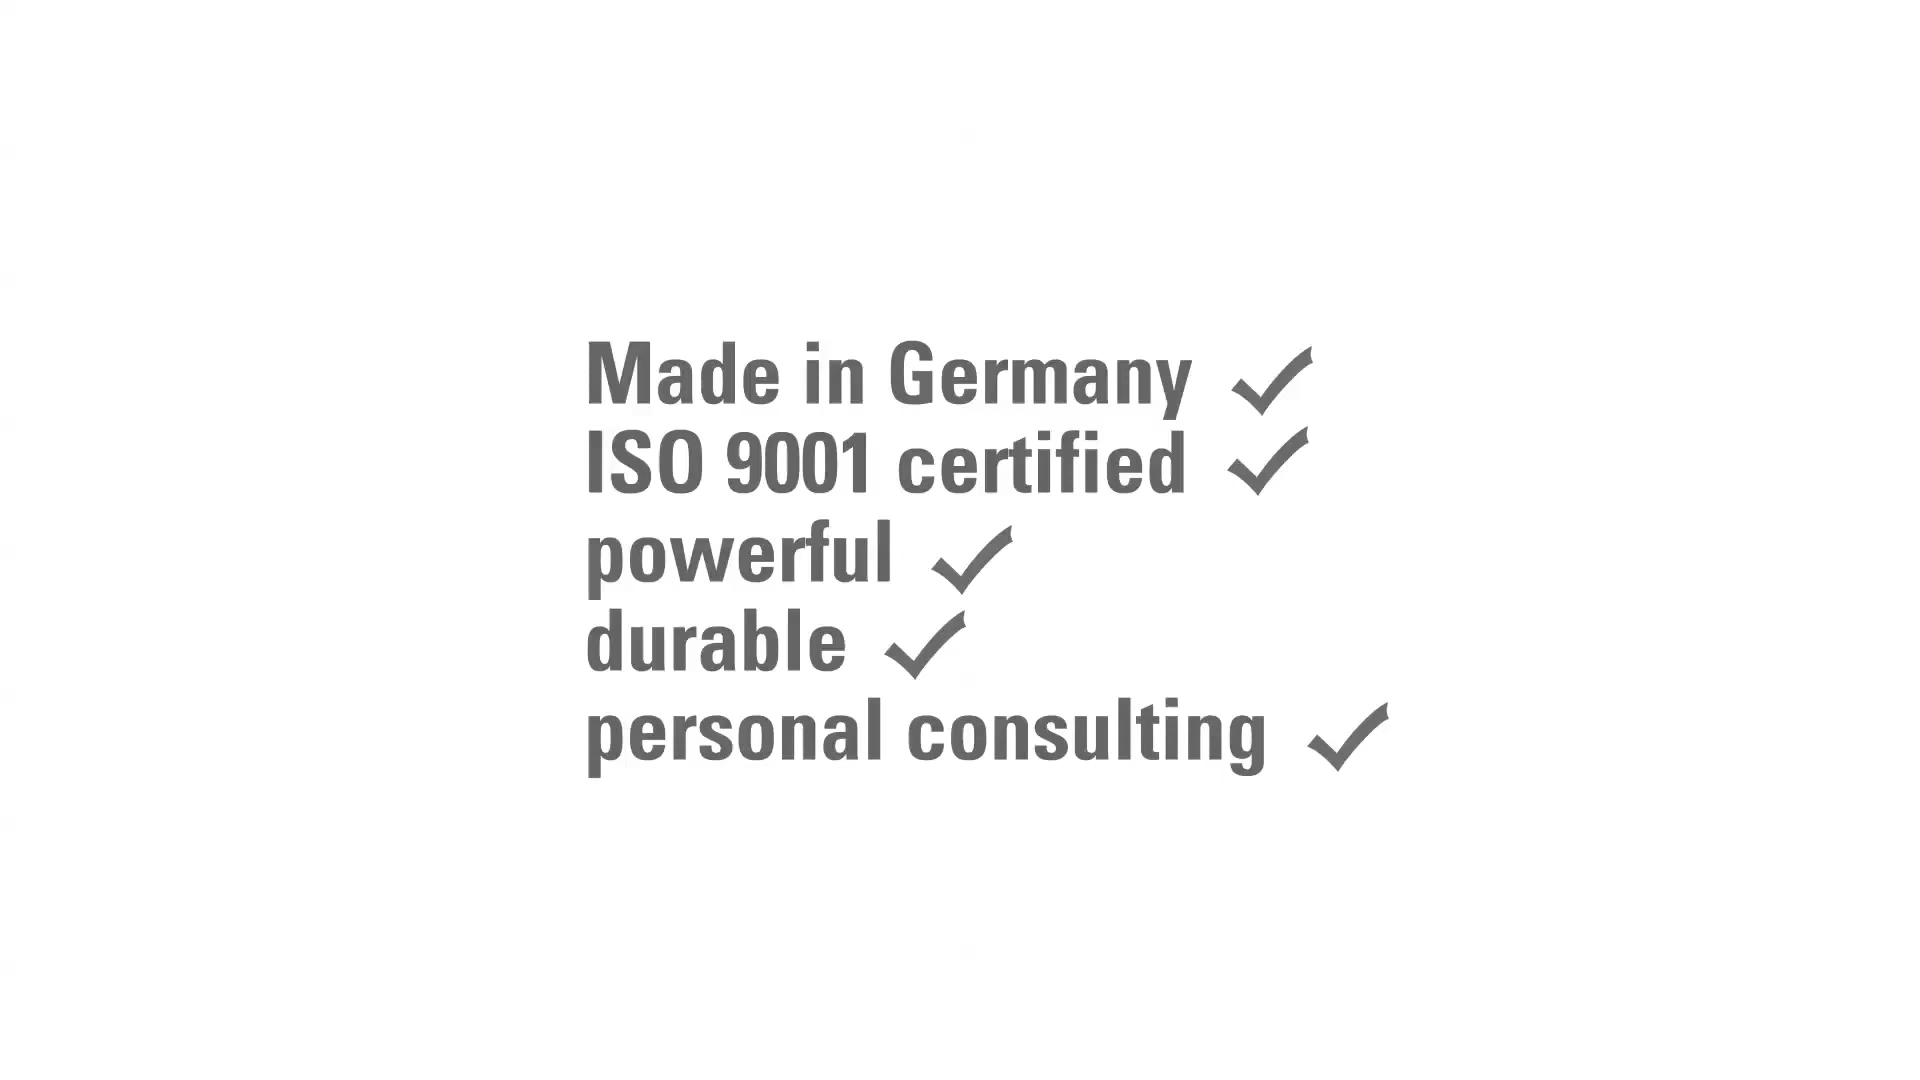 Made in Germany ✓
ISO 9001 certified ✓
powerful ✓
durable ✓
personal consulting ✓